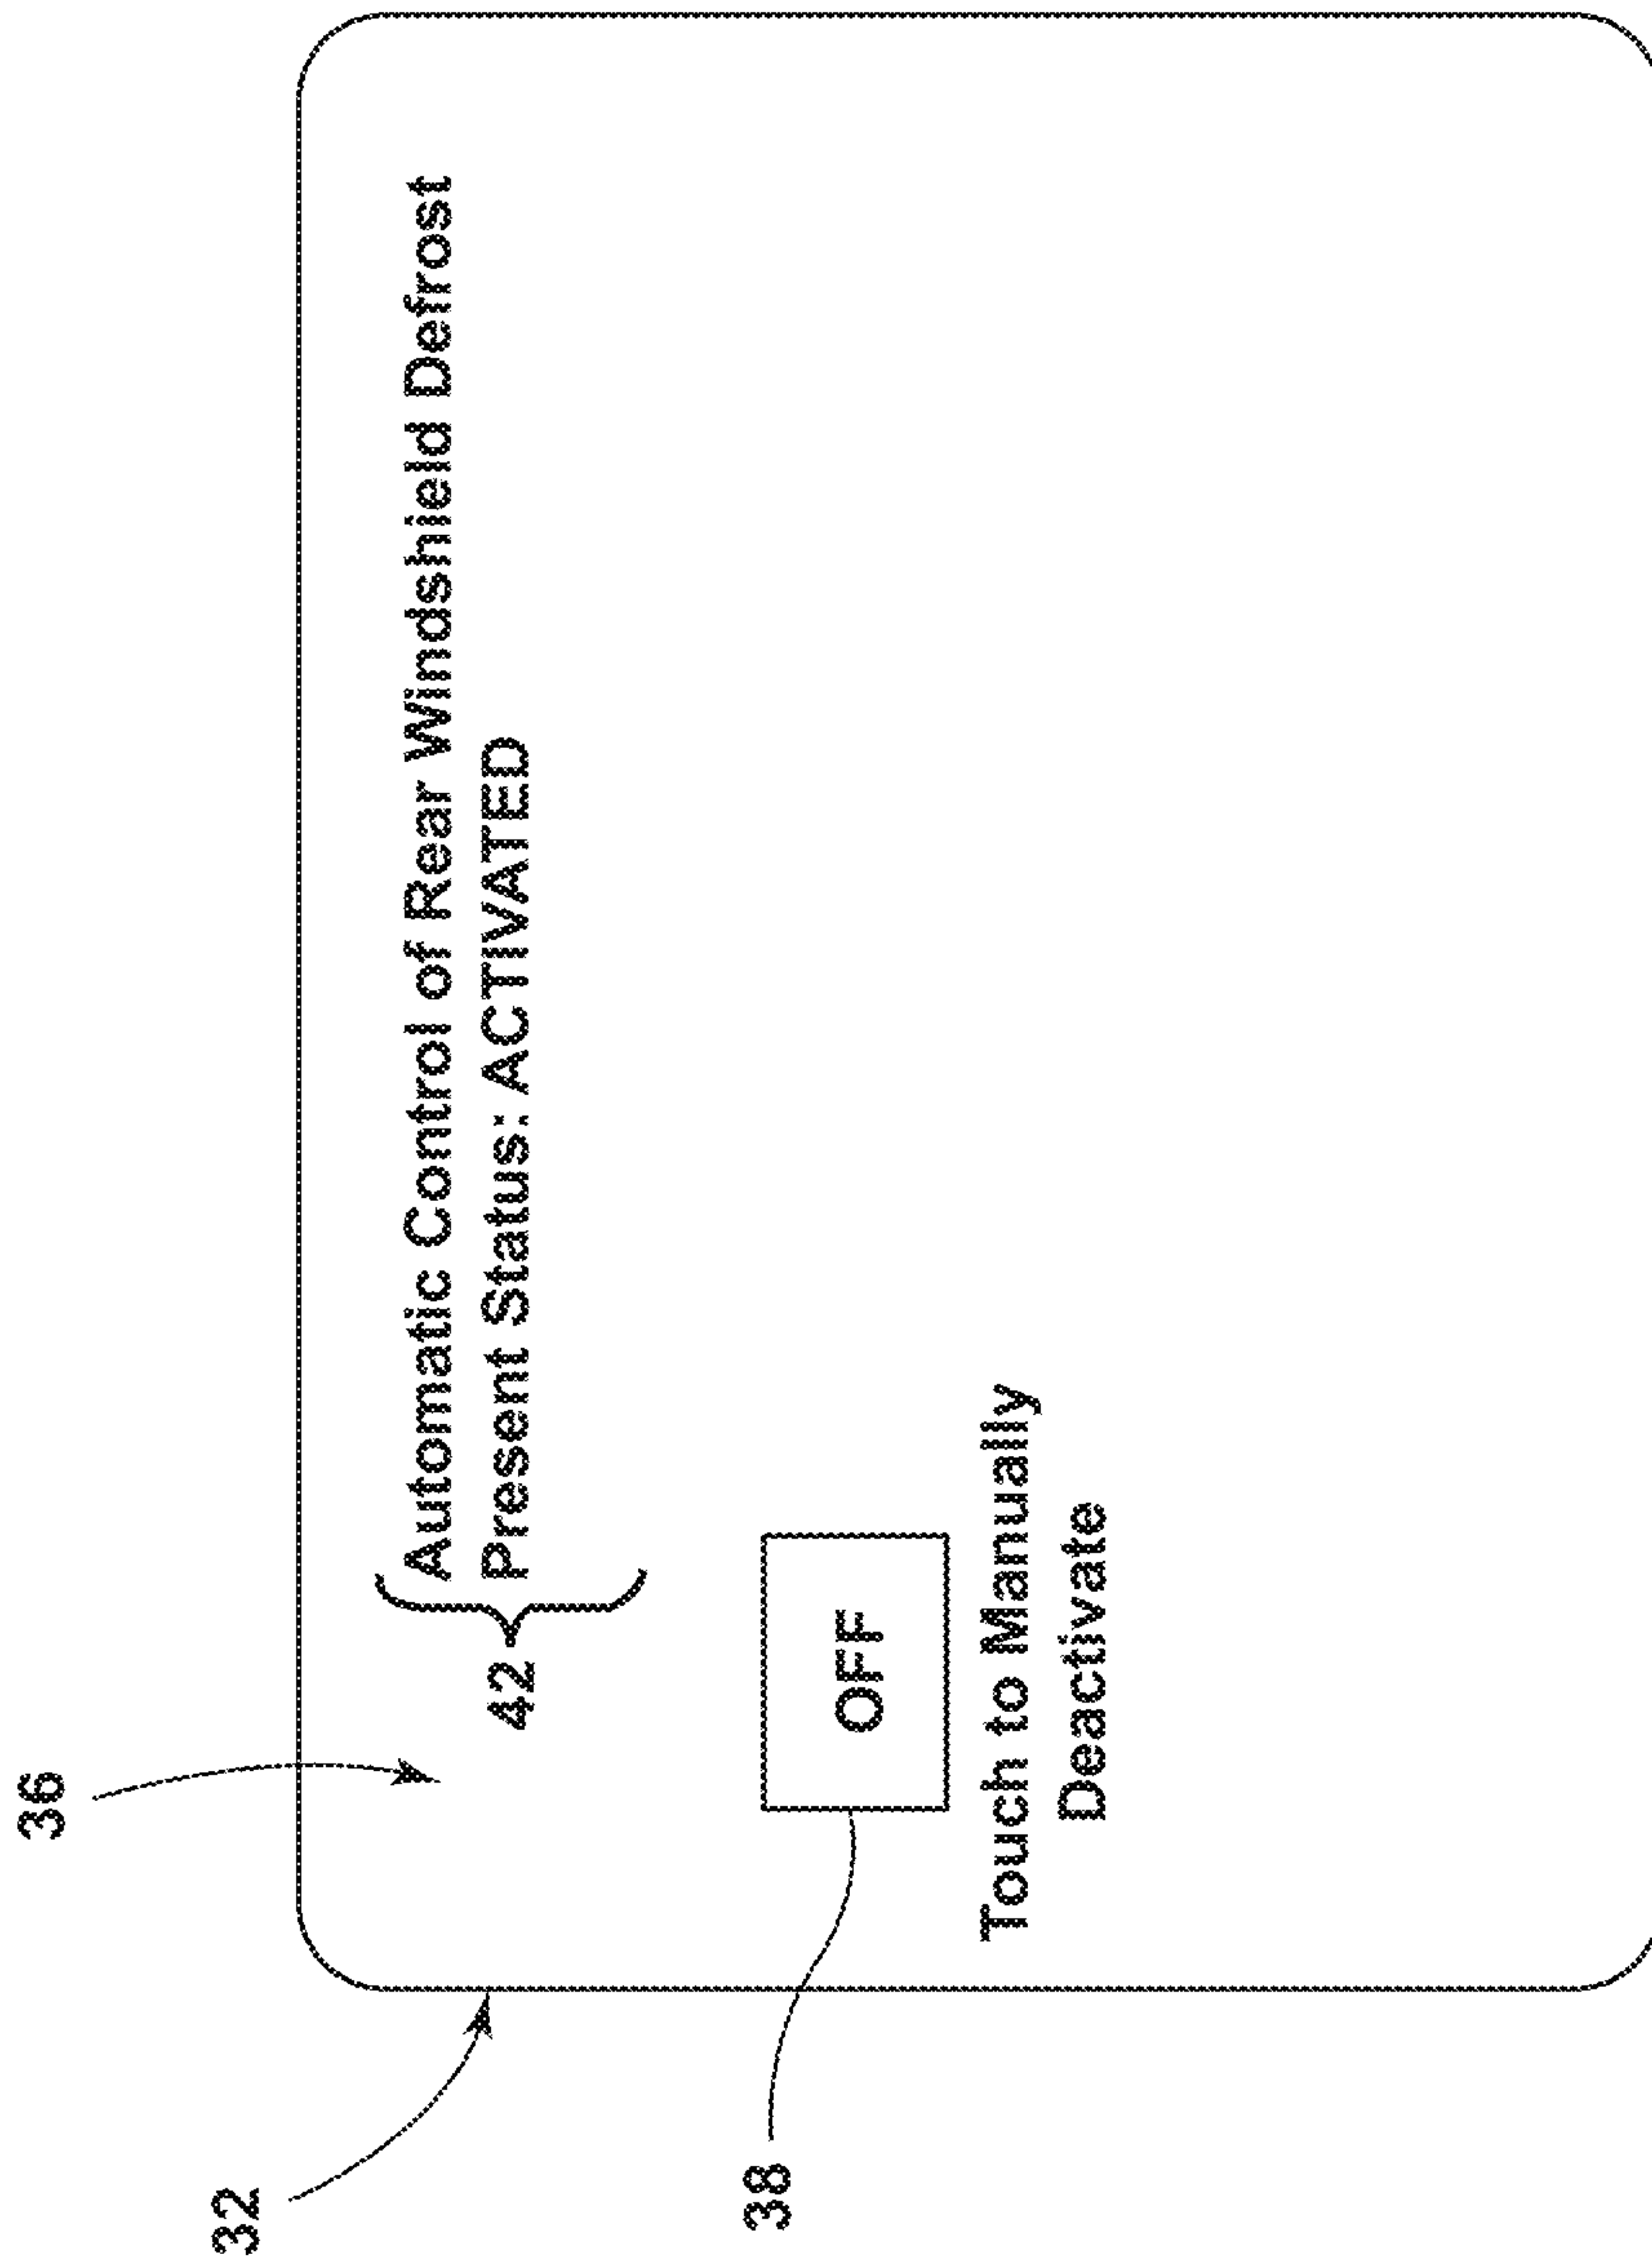 36
32
Automatic Control of Rear Windshield Defrost
42
Present Status: ACTIVATED
OFF
38
Touch to Manually
Deactivate